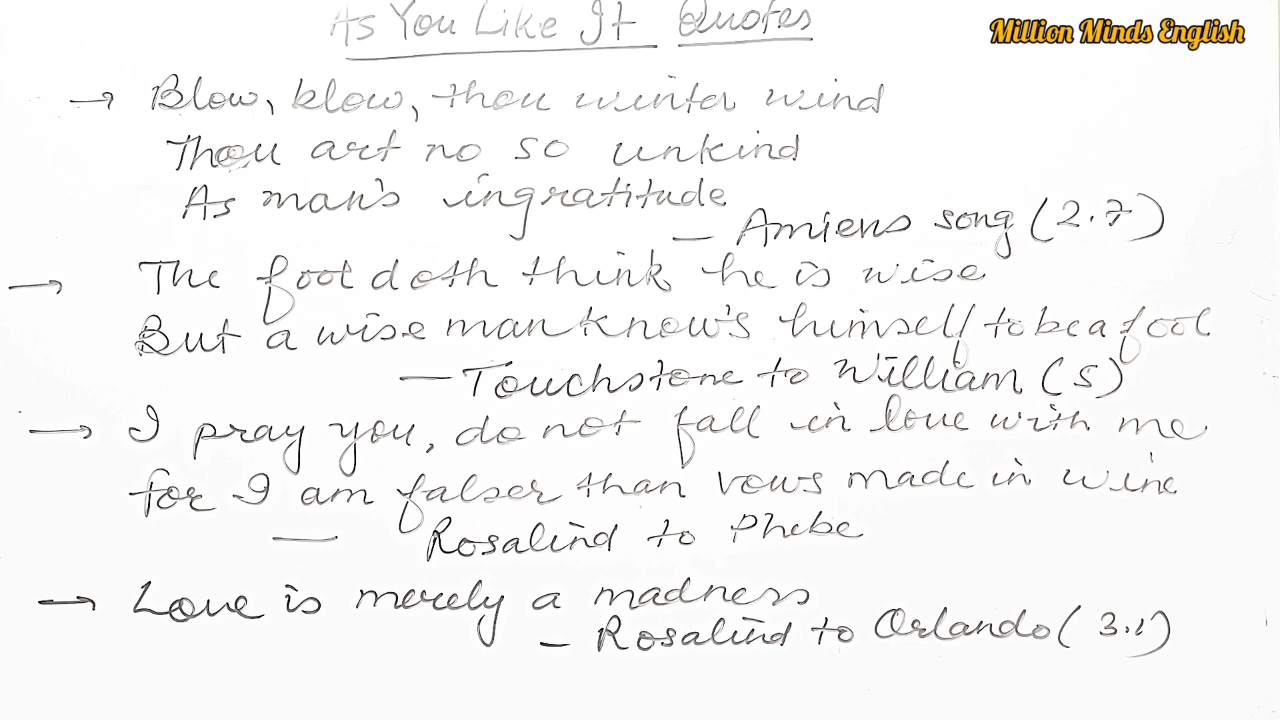 As You Like It Quotes
Million Minds English
→ Blow, blow, thou winter wind
Thou art no so unkind
As man's ingratitude
— Amiens song (2.7)
→ The fool doth think he is wise
But a wise man know's himself to be a fool
— Touchstone to William (5)
→ I pray you, do not fall in love with me
for I am falser than vows made in wine
— Rosalind to Phebe
→ Love is merely a madness
— Rosalind to Orlando (3.2)